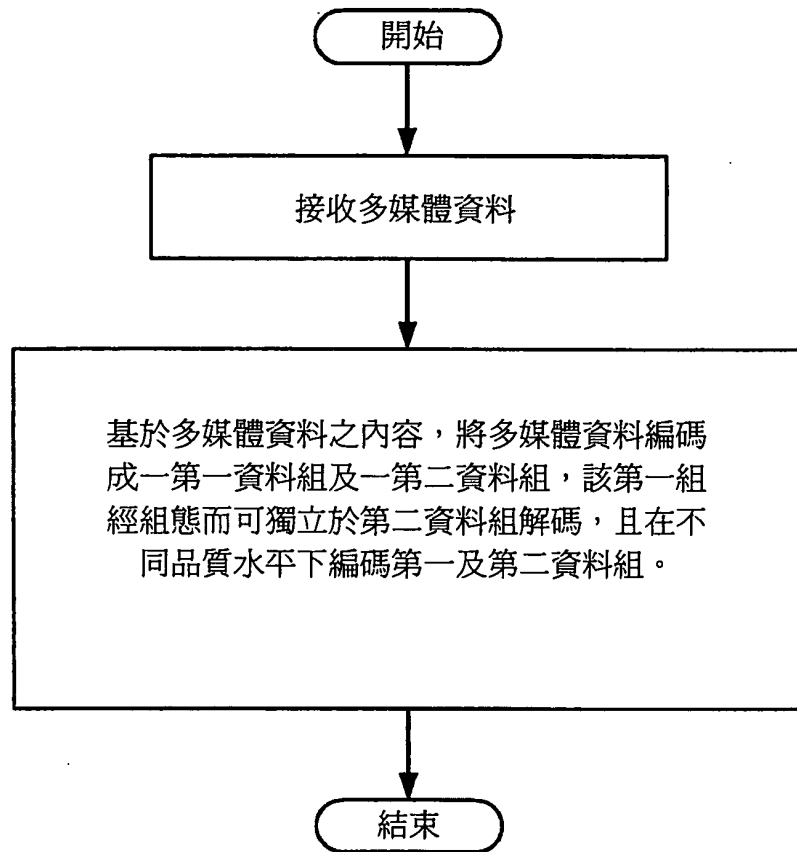 開始
接收多媒體資料
基於多媒體資料之內容，將多媒體資料編碼
成一第一資料組及一第二資料組，該第一組
經組態而可獨立於第二資料組解碼，且在不
同品質水平下編碼第一及第二資料組。
結束